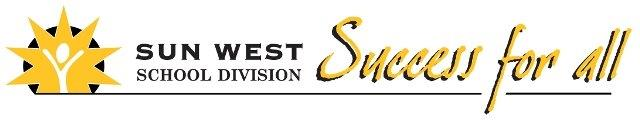 SUN WEST
SCHOOL DIVISION
Success for all